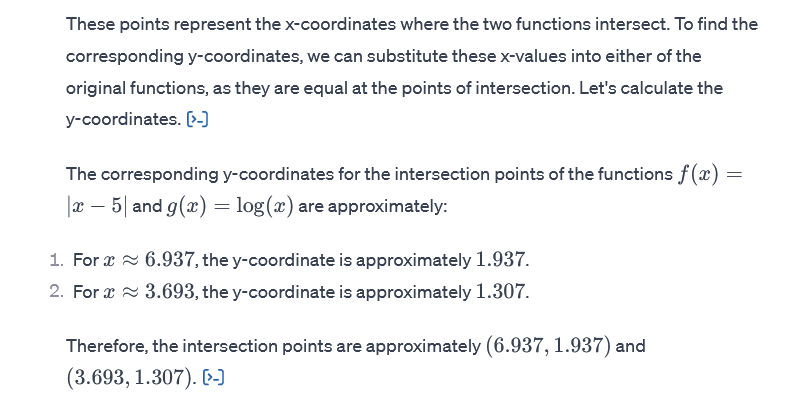 These points represent the x-coordinates where the two functions intersect. To find the
corresponding y-coordinates, we can substitute these x-values into either of the
original functions, as they are equal at the points of intersection. Let's calculate the
y-coordinates. [>-]
The corresponding y-coordinates for the intersection points of the functions f(x) =
|x − 5| and g(x) = log(x) are approximately:
1. For x ≈ 6.937, the y-coordinate is approximately 1.937.
2. For x ≈ 3.693, the y-coordinate is approximately 1.307.
Therefore, the intersection points are approximately (6.937, 1.937) and
(3.693, 1.307). [>-]